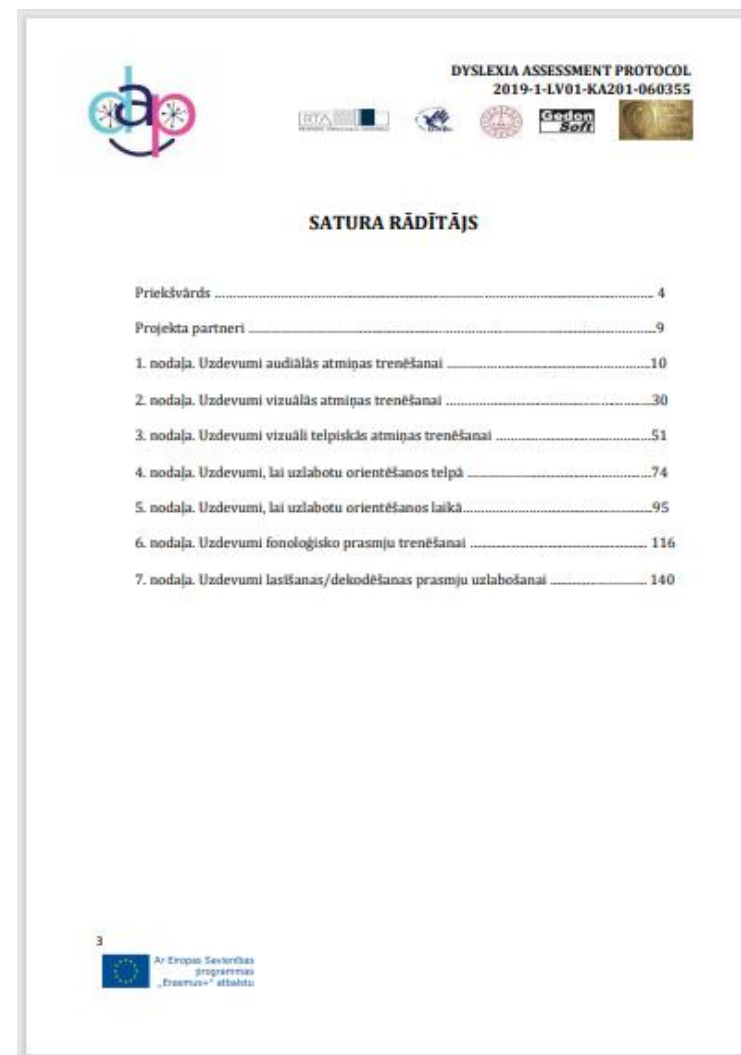 dap
DYSLEXIA ASSESSMENT PROTOCOL
2019-1-LV01-KA201-060355
RTA
Gedon
Soft
SATURA RĀDĪTĀJS
Priekšvārds ........ 4
Projekta partneri ........ 9
1. nodaļa. Uzdevumi audiālās atmiņas trenēšanai ........ 10
2. nodaļa. Uzdevumi vizuālās atmiņas trenēšanai ........ 30
3. nodaļa. Uzdevumi vizuāli telpiskās atmiņas trenēšanai ........ 51
4. nodaļa. Uzdevumi, lai uzlabotu orientēšanos telpā ........ 74
5. nodaļa. Uzdevumi, lai uzlabotu orientēšanos laikā ........ 95
6. nodaļa. Uzdevumi fonoloģisko prasmju trenēšanai ........ 116
7. nodaļa. Uzdevumi lasīšanas/dekodēšanas prasmju uzlabošanai ........ 140
3
Ar Eiropas Savienības
programmas
„Erasmus+" atbalstu